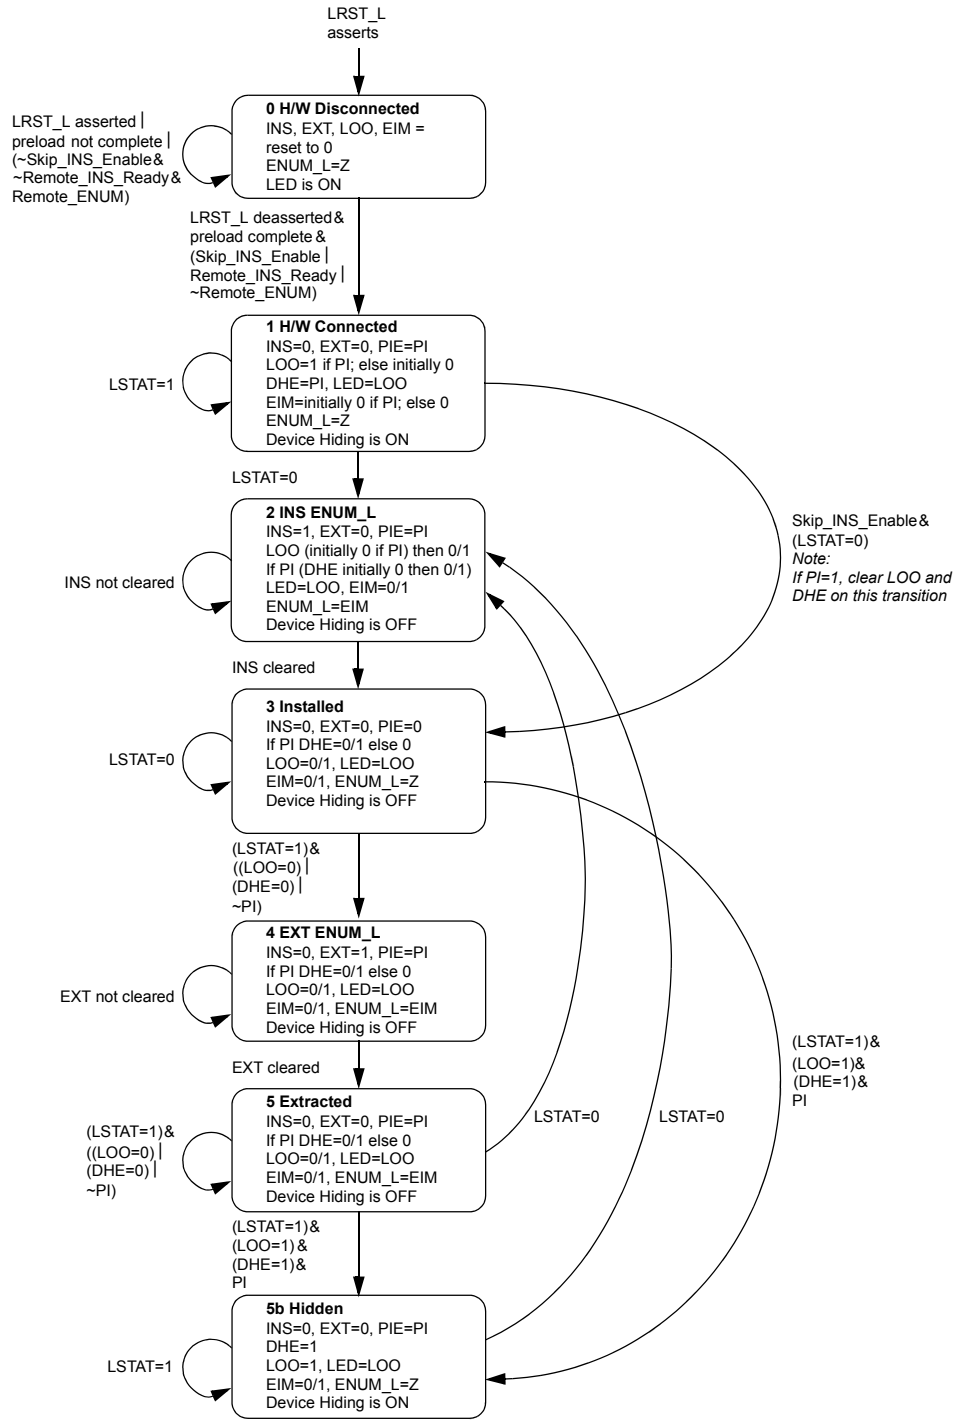 LRST_L
asserts
0 H/W Disconnected
INS, EXT, LOO, EIM =
reset to 0
ENUM_L=Z
LED is ON
LRST_L asserted |
preload not complete |
(~Skip_INS_Enable&
~Remote_INS_Ready&
Remote_ENUM)
LRST_L deasserted&
preload complete&
(Skip_INS_Enable |
Remote_INS_Ready |
~Remote_ENUM)
1 H/W Connected
INS=0, EXT=0, PIE=PI
LOO=1 if PI; else initially 0
DHE=PI, LED=LOO
EIM=initially 0 if PI; else 0
ENUM_L=Z
Device Hiding is ON
LSTAT=1
LSTAT=0
Skip_INS_Enable&
(LSTAT=0)
Note:
If PI=1, clear LOO and
DHE on this transition
2 INS ENUM_L
INS=1, EXT=0, PIE=PI
LOO (initially 0 if PI) then 0/1
If PI (DHE initially 0 then 0/1)
LED=LOO, EIM=0/1
ENUM_L=EIM
Device Hiding is OFF
INS not cleared
INS cleared
3 Installed
INS=0, EXT=0, PIE=0
If PI DHE=0/1 else 0
LOO=0/1, LED=LOO
EIM=0/1, ENUM_L=Z
Device Hiding is OFF
LSTAT=0
(LSTAT=1)&
((LOO=0) |
(DHE=0) |
~PI)
4 EXT ENUM_L
INS=0, EXT=1, PIE=PI
If PI DHE=0/1 else 0
LOO=0/1, LED=LOO
EIM=0/1, ENUM_L=EIM
Device Hiding is OFF
EXT not cleared
EXT cleared
(LSTAT=1)&
(LOO=1)&
(DHE=1)&
PI
5 Extracted
INS=0, EXT=0, PIE=PI
If PI DHE=0/1 else 0
LOO=0/1, LED=LOO
EIM=0/1, ENUM_L=EIM
Device Hiding is OFF
(LSTAT=1)&
((LOO=0) |
(DHE=0) |
~PI)
LSTAT=0
LSTAT=0
(LSTAT=1)&
(LOO=1)&
(DHE=1)&
PI
5b Hidden
INS=0, EXT=0, PIE=PI
DHE=1
LOO=1, LED=LOO
EIM=0/1, ENUM_L=Z
Device Hiding is ON
LSTAT=1